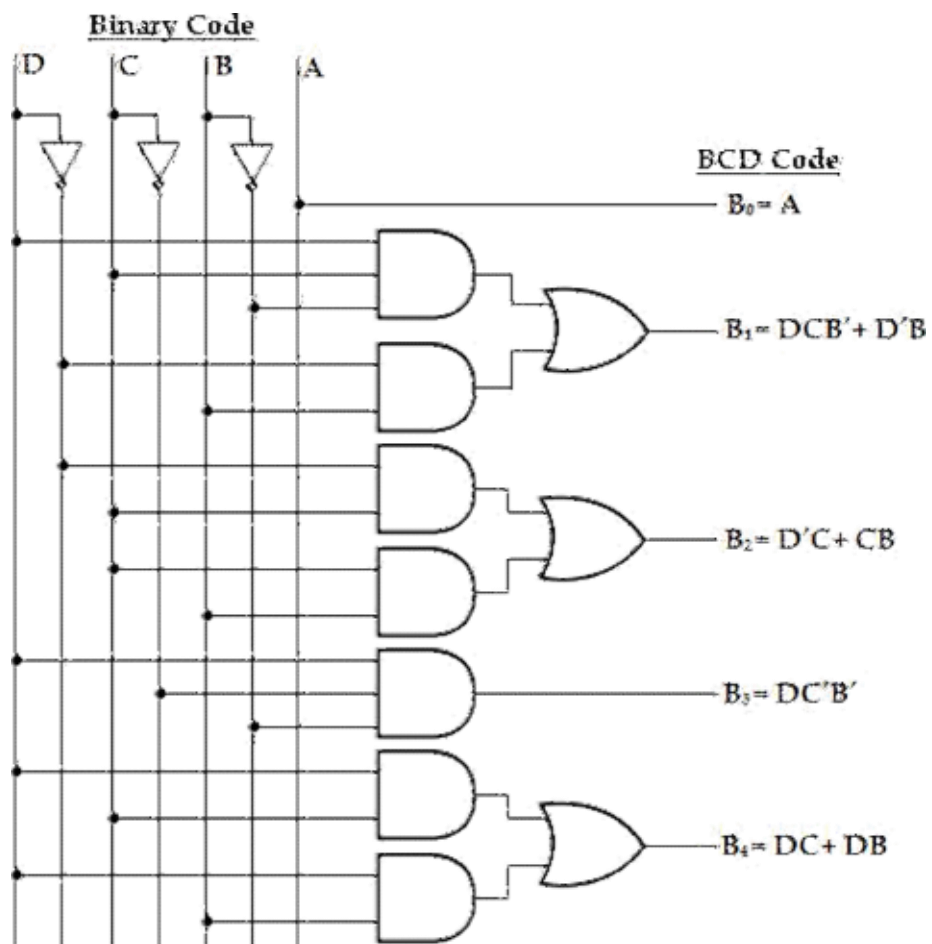 Binary Code
D C B A
BCD Code
B₀= A
B₁= DCB′+ D′B
B₂= D′C+ CB
B₃= DC′B′
B₄= DC+ DB